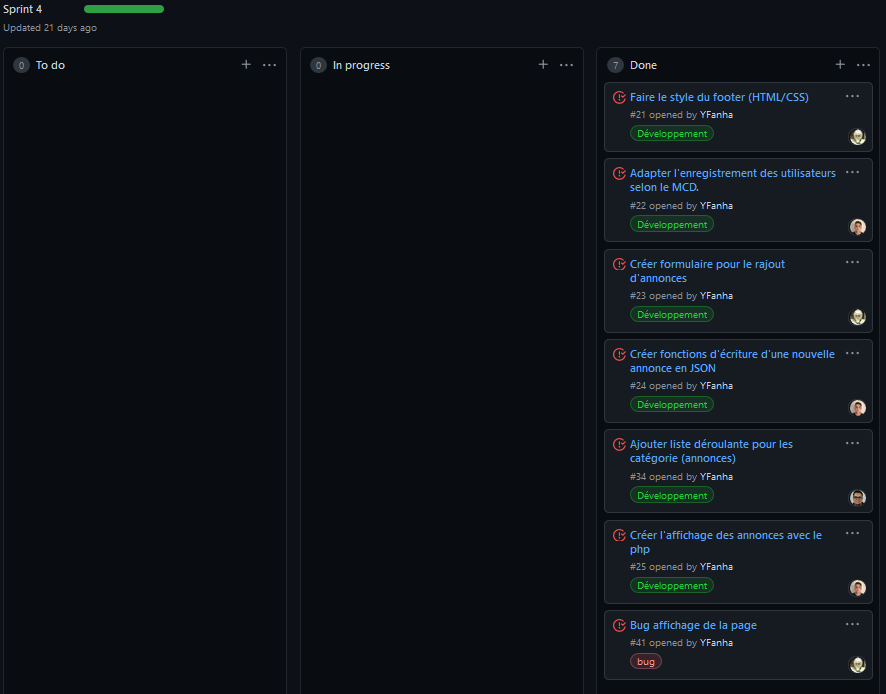 Sprint 4
Updated 21 days ago
0 To do
0 In progress
7 Done
Faire le style du footer (HTML/CSS)
#21 opened by YFanha
Développement
Adapter l'enregistrement des utilisateurs
selon le MCD.
#22 opened by YFanha
Développement
Créer formulaire pour le rajout
d'annonces
#23 opened by YFanha
Développement
Créer fonctions d'écriture d'une nouvelle
annonce en JSON
#24 opened by YFanha
Développement
Ajouter liste déroulante pour les
catégorie (annonces)
#34 opened by YFanha
Développement
Créer l'affichage des annonces avec le
php
#25 opened by YFanha
Développement
Bug affichage de la page
#41 opened by YFanha
bug